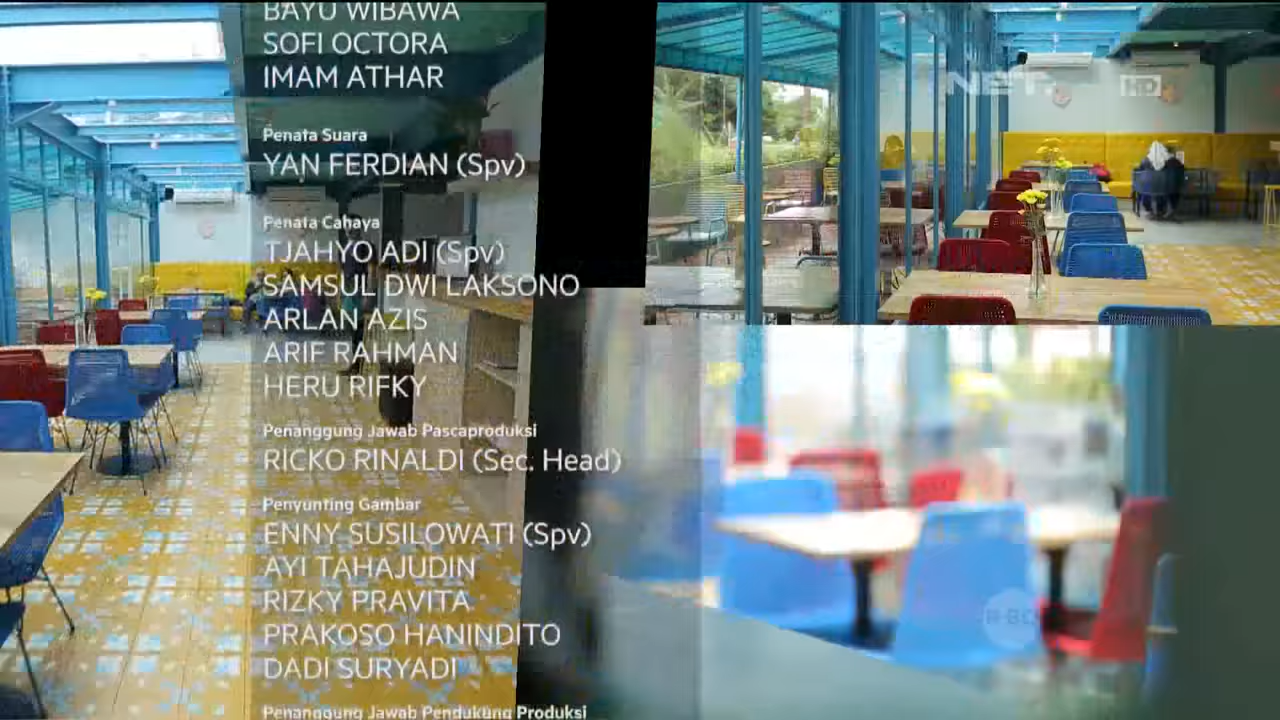 BAYU WIBAWA
SOFI OCTORA
IMAM ATHAR
Penata Suara
YAN FERDIAN (Spv)
Penata Cahaya
TJAHYO ADI (Spv)
SAMSUL DWI LAKSONO
ARLAN AZIS
ARIF RAHMAN
HERU RIFKY
Penanggung Jawab Pascaproduksi
RICKO RINALDI (Sec. Head)
Penyunting Gambar
ENNY SUSILOWATI (Spv)
AYI TAHAJUDIN
RIZKY PRAVITA
PRAKOSO HANINDITO
DADI SURYADI
Penanggung Jawab Pendukung Produksi
NET.
HD